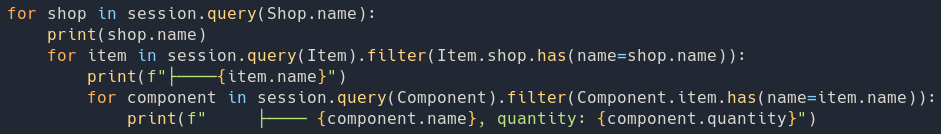 for shop in session.query(Shop.name):
    print(shop.name)
    for item in session.query(Item).filter(Item.shop.has(name=shop.name)):
        print(f"├────{item.name}")
        for component in session.query(Component).filter(Component.item.has(name=item.name)):
            print(f"     ├──── {component.name}, quantity: {component.quantity}")